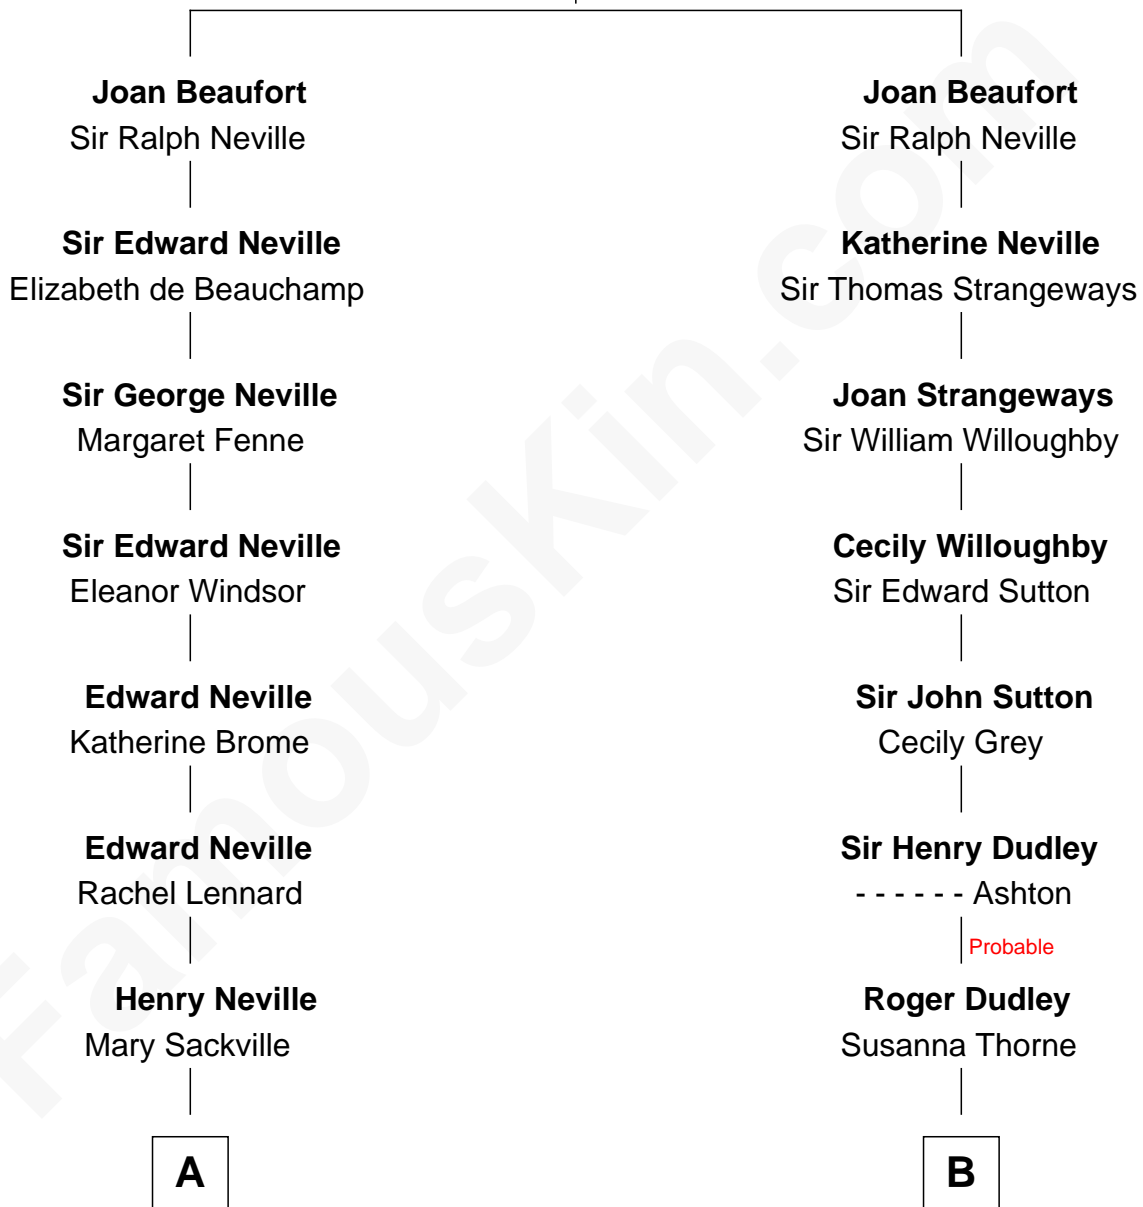 Joan Beaufort
Sir Ralph Neville
Sir Edward Neville
Elizabeth de Beauchamp
Sir George Neville
Margaret Fenne
Sir Edward Neville
Eleanor Windsor
Edward Neville
Katherine Brome
Edward Neville
Rachel Lennard
Henry Neville
Mary Sackville
A
Joan Beaufort
Sir Ralph Neville
Katherine Neville
Sir Thomas Strangeways
Joan Strangeways
Sir William Willoughby
Cecily Willoughby
Sir Edward Sutton
Sir John Sutton
Cecily Grey
Sir Henry Dudley
- - - - - - Ashton
Probable
Roger Dudley
Susanna Thorne
B
FamousKin.com